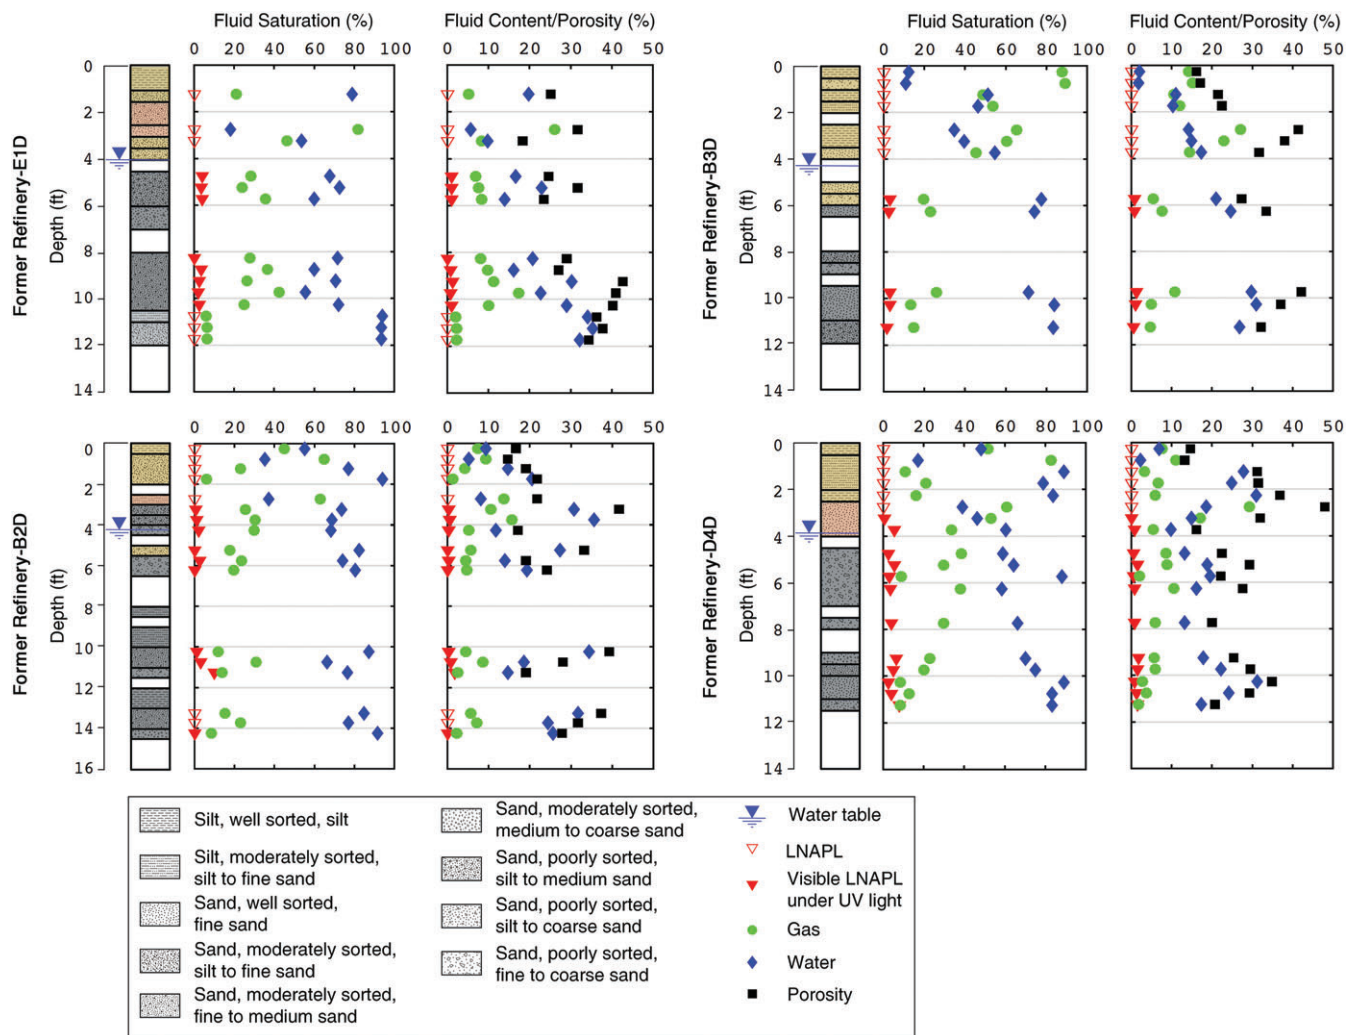 Fluid Saturation (%)
Fluid Content/Porosity (%)
0 20 40 60 80 100
0 10 20 30 40 50
Former Refinery-E1D
Depth (ft)
0
2
4
6
8
10
12
14
Fluid Saturation (%)
Fluid Content/Porosity (%)
0 20 40 60 80 100
0 10 20 30 40 50
Former Refinery-B3D
Depth (ft)
0
2
4
6
8
10
12
14
0 20 40 60 80 100
0 10 20 30 40 50
Former Refinery-B2D
Depth (ft)
0
2
4
6
8
10
12
14
16
0 20 40 60 80 100
0 10 20 30 40 50
Former Refinery-D4D
Depth (ft)
0
2
4
6
8
10
12
14
Silt, well sorted, silt
Silt, moderately sorted,
silt to fine sand
Sand, well sorted,
fine sand
Sand, moderately sorted,
silt to fine sand
Sand, moderately sorted,
fine to medium sand
Sand, moderately sorted,
medium to coarse sand
Sand, poorly sorted,
silt to medium sand
Sand, poorly sorted,
silt to coarse sand
Sand, poorly sorted,
fine to coarse sand
Water table
LNAPL
Visible LNAPL
under UV light
Gas
Water
Porosity